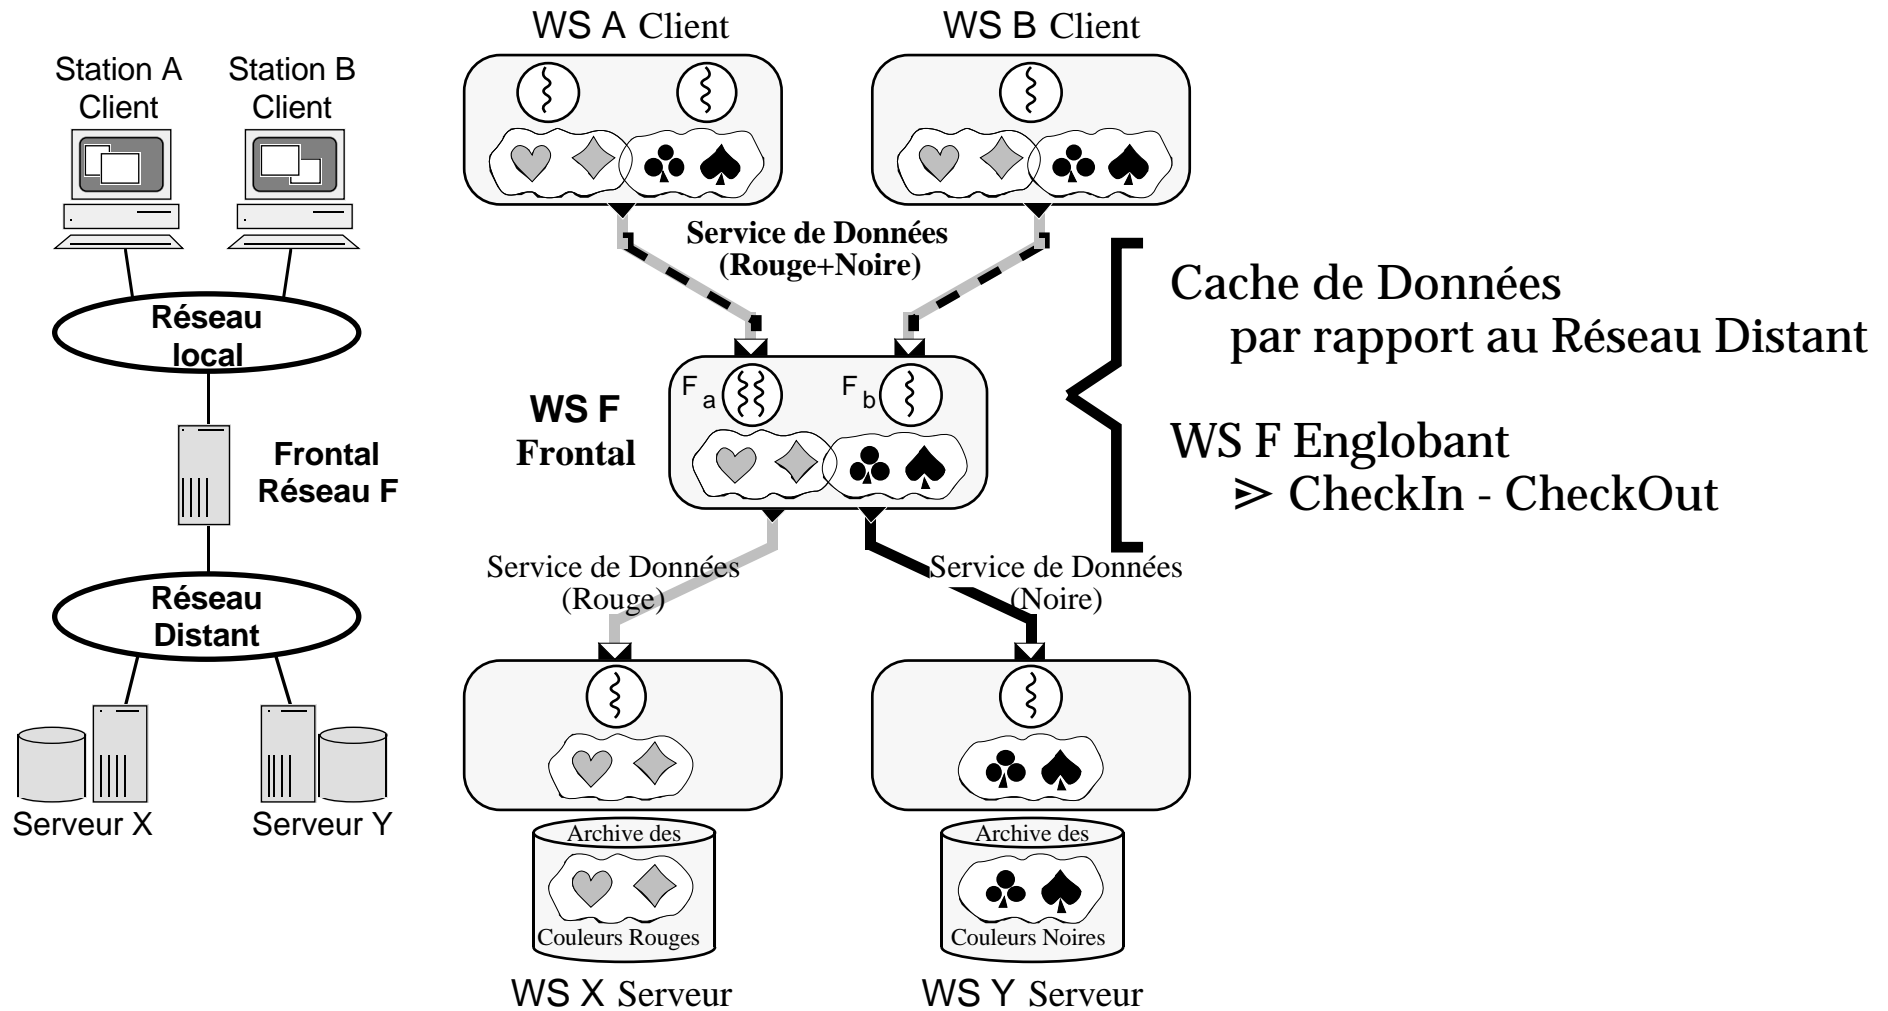 Station A
Client
Station B
Client
Réseau
local
Frontal
Réseau F
Réseau
Distant
Serveur X
Serveur Y
WS A Client
WS B Client
Service de Données
(Rouge+Noire)
WS F
Frontal
F a
F b
Service de Données
(Rouge)
Service de Données
(Noire)
Archive des
Couleurs Rouges
Archive des
Couleurs Noires
WS X Serveur
WS Y Serveur
Cache de Données
par rapport au Réseau Distant
WS F Englobant
⋗ CheckIn - CheckOut